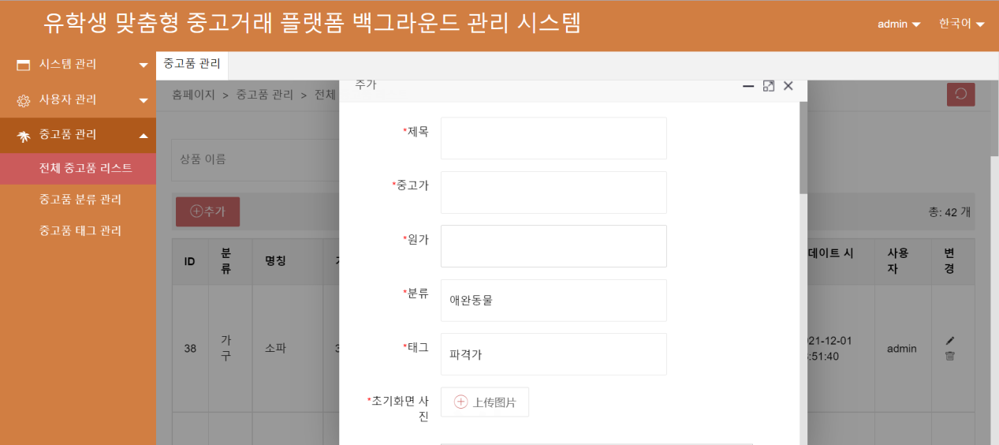 유학생 맞춤형 중고거래 플랫폼 백그라운드 관리 시스템
admin
한국어
시스템 관리
사용자 관리
중고품 관리
전체 중고품 리스트
중고품 분류 관리
중고품 태그 관리
중고품 관리
홈페이지 > 중고품 관리 > 전체
상품 이름
추가
총: 42 개
ID
분
류
명칭
데이트 시
사용
자
변
경
38
가
구
소파
21-12-01
:51:40
admin
추가
*제목
*중고가
*원가
*분류
애완동물
*태그
파격가
*초기화면 사
진
上传图片